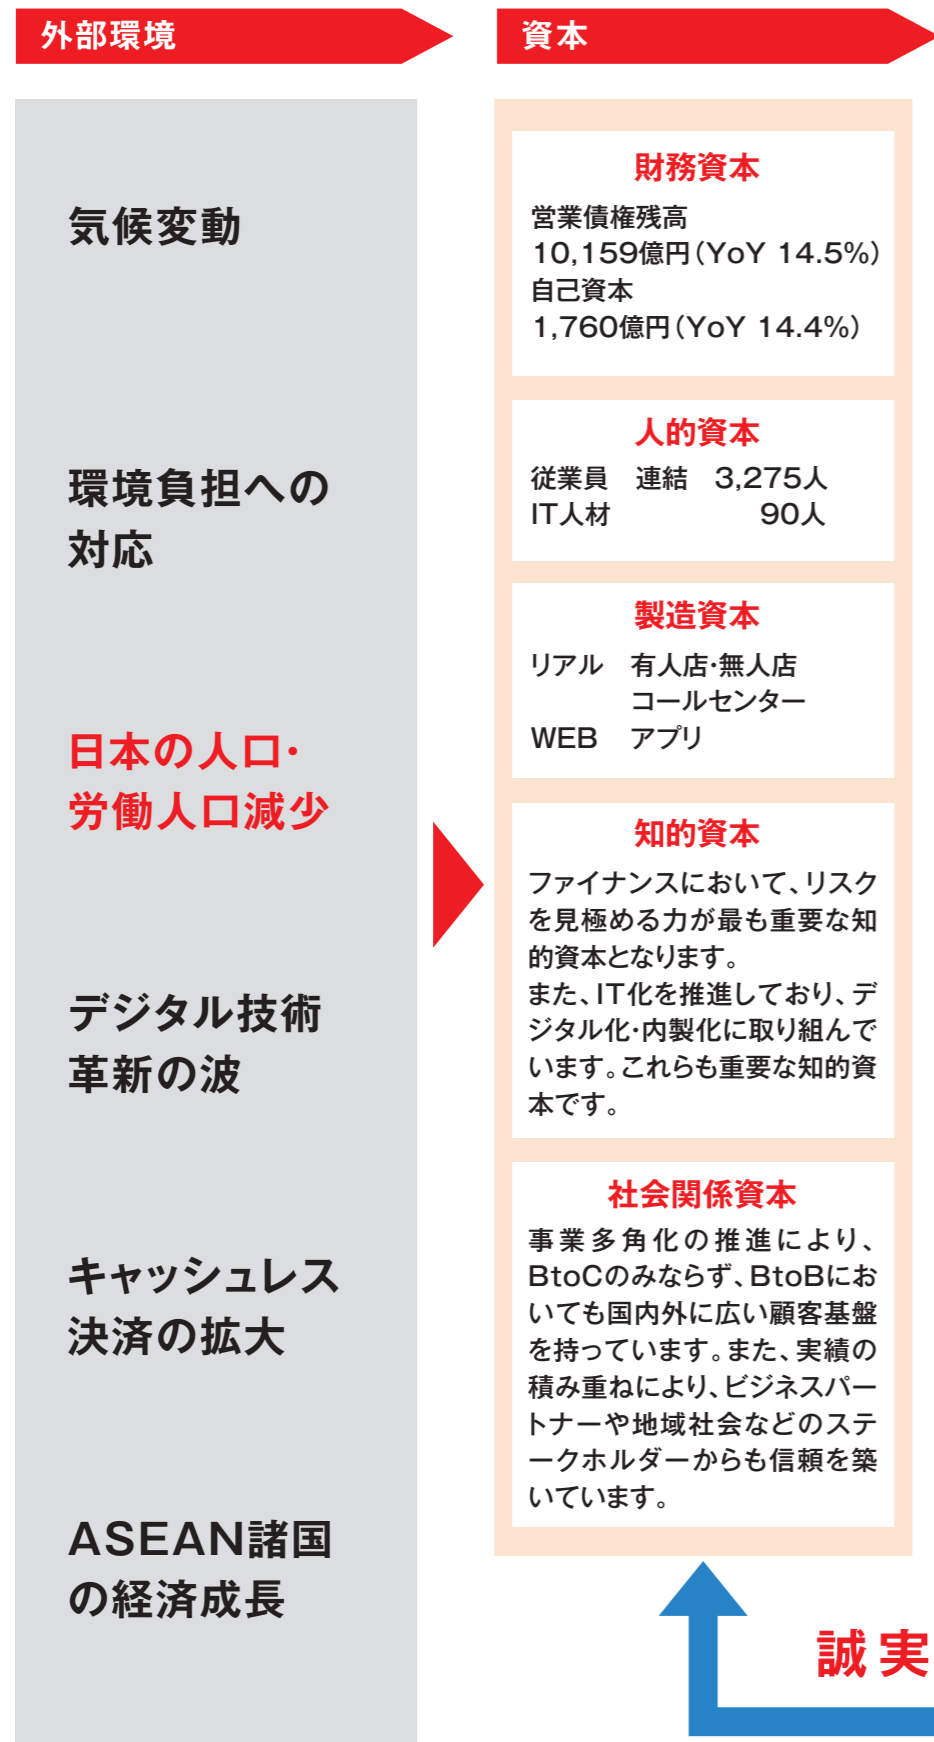 外部環境
気候変動
環境負担への
対応
日本の人口・
労働人口減少
デジタル技術
革新の波
キャッシュレス
決済の拡大
ASEAN諸国
の経済成長
資本
財務資本
営業債権残高
10,159億円（YoY 14.5%）
自己資本
1,760億円（YoY 14.4%）
人的資本
従業員 連結 3,275人
IT人材 90人
製造資本
リアル 有人店・無人店
コールセンター
WEB アプリ
知的資本
ファイナンスにおいて、リスク
を見極める力が最も重要な知
的資本となります。
また、IT化を推進しており、デ
ジタル化・内製化に取り組んで
います。これらも重要な知的資
本です。
社会関係資本
事業多角化の推進により、
BtoCのみならず、BtoBにお
いても国内外に広い顧客基盤
を持っています。また、実績の
積み重ねにより、ビジネスパー
トナーや地域社会などのステ
ークホルダーからも信頼を築
いています。
誠実